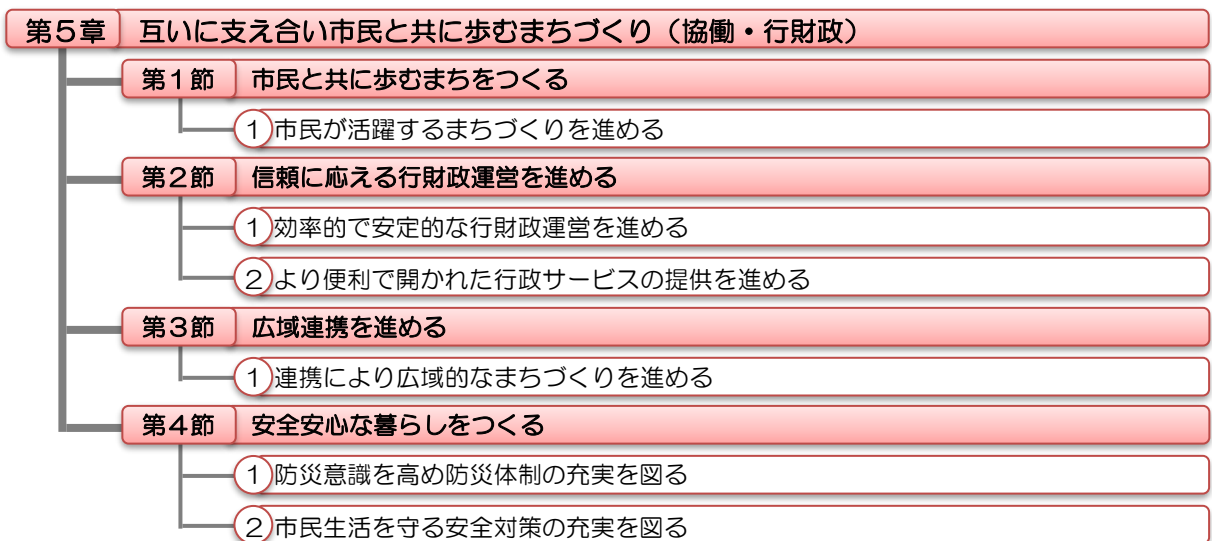 第5章 互いに支え合い市民と共に歩むまちづくり（協働・行財政）
第1節 市民と共に歩むまちをつくる
① 市民が活躍するまちづくりを進める
第2節 信頼に応える行財政運営を進める
① 効率的で安定的な行財政運営を進める
② より便利で開かれた行政サービスの提供を進める
第3節 広域連携を進める
① 連携により広域的なまちづくりを進める
第4節 安全安心な暮らしをつくる
① 防災意識を高め防災体制の充実を図る
② 市民生活を守る安全対策の充実を図る